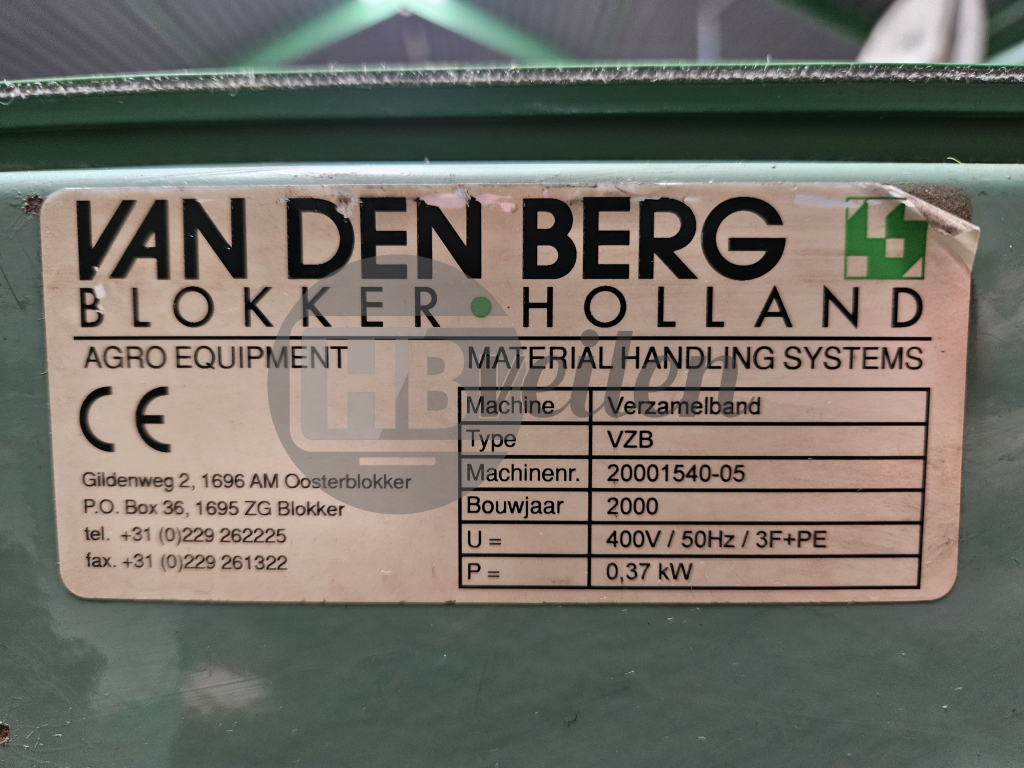 VAN DEN BERG
BLOKKER • HOLLAND
AGRO EQUIPMENT MATERIAL HANDLING SYSTEMS
CE
Gildenweg 2, 1696 AM Oosterblokker
P.O. Box 36, 1695 ZG Blokker
tel. +31 (0)229 262225
fax. +31 (0)229 261322
Machine Verzamelband
Type VZB
Machinenr. 20001540-05
Bouwjaar 2000
U = 400V / 50Hz / 3F+PE
P = 0,37 kW
HBveilen